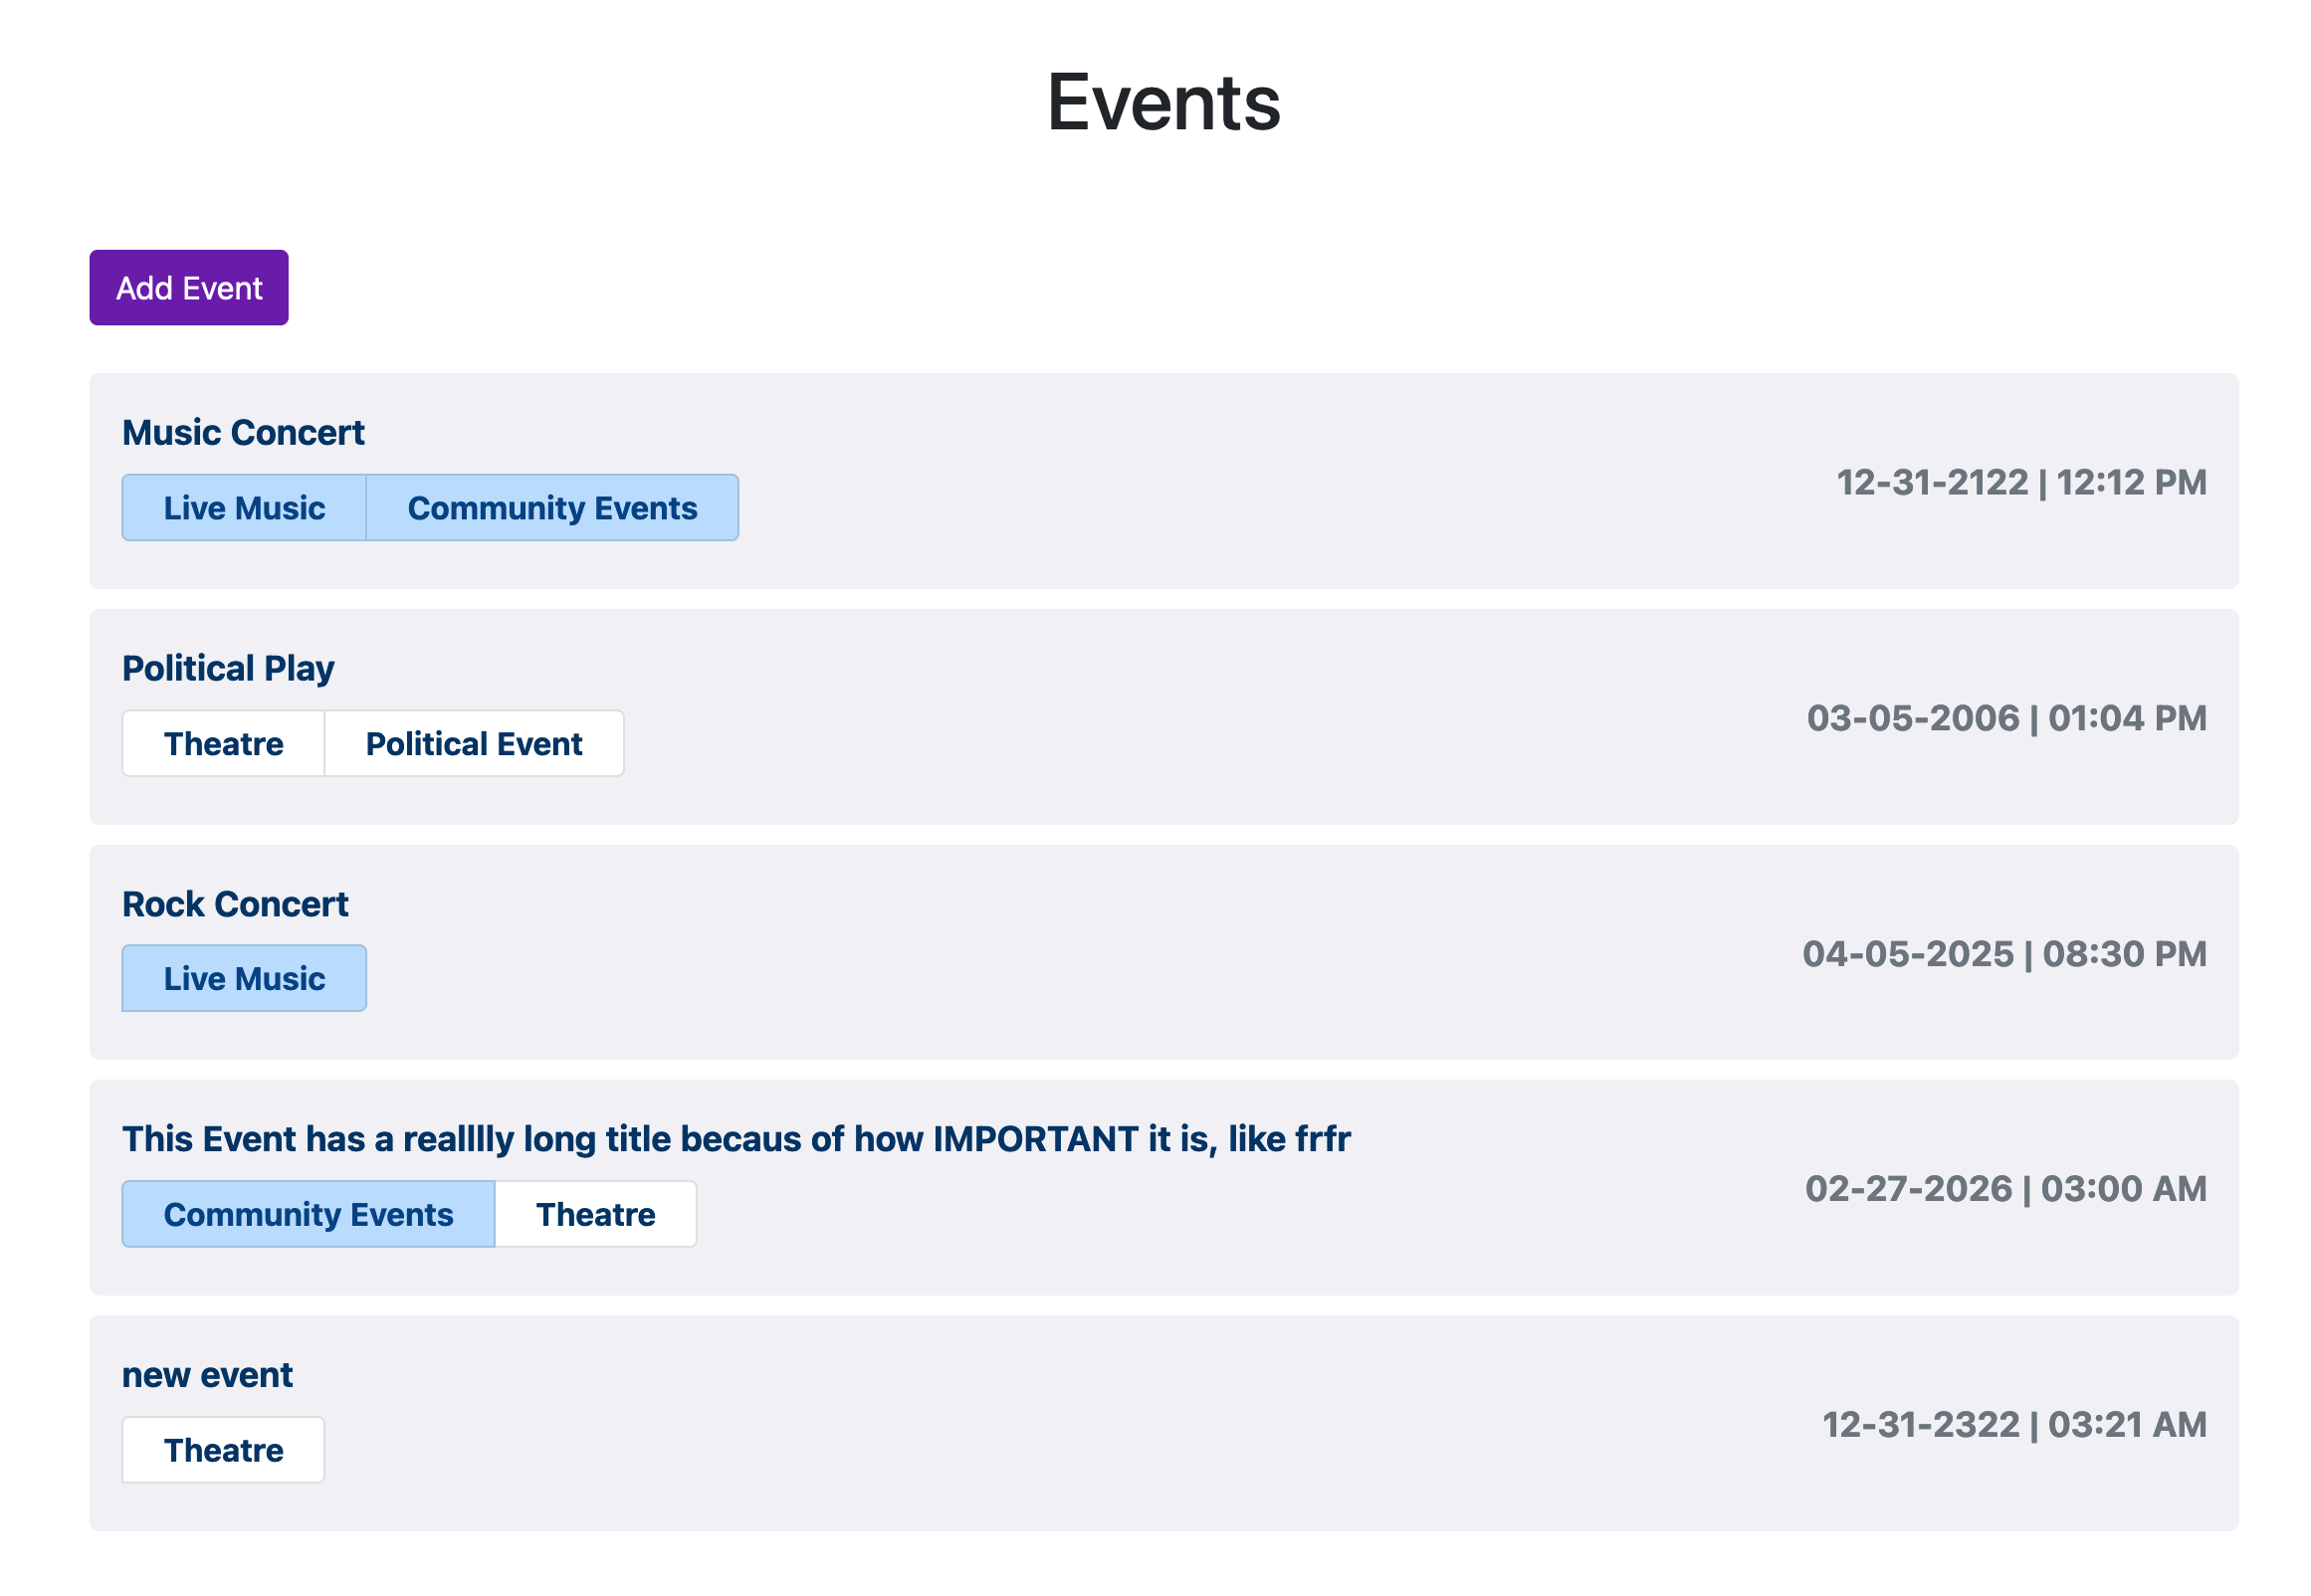 Events
Add Event
Music Concert
Live Music Community Events
12-31-2122 | 12:12 PM
Political Play
Theatre Political Event
03-05-2006 | 01:04 PM
Rock Concert
Live Music
04-05-2025 | 08:30 PM
This Event has a realllly long title becaus of how IMPORTANT it is, like frfr
Community Events Theatre
02-27-2026 | 03:00 AM
new event
Theatre
12-31-2322 | 03:21 AM